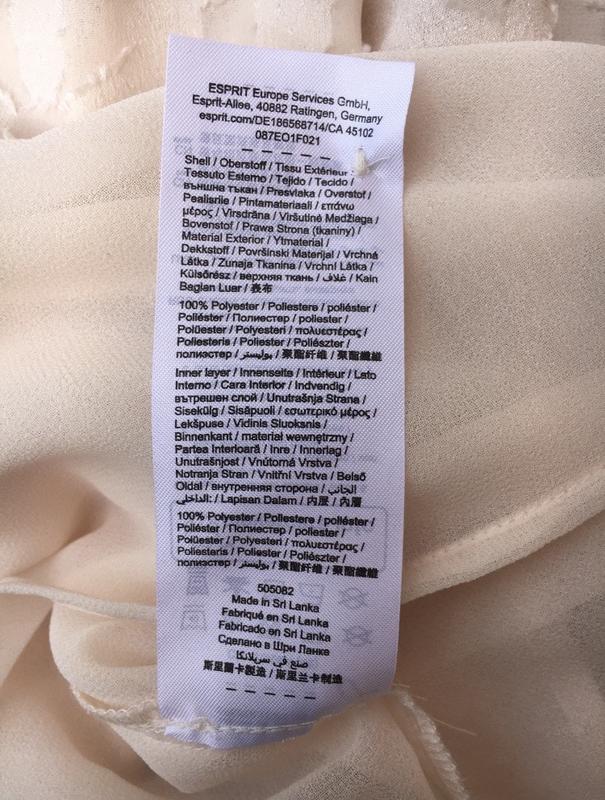 ESPRIT Europe Services GmbH,
Esprit-Allee, 40882 Ratingen, Germany
esprit.com/DE186568714/CA 45102
087EO1F021
Shell / Oberstoff / Tissu Extérieur /
Tessuto Esterno / Tejido / Tecido /
външна тъкан / Presvlaka / Overstof /
Pealisriie / Pintamateriaali / επάνω
μέρος / Virsdrāna / Viršutinė Medžiaga /
Bovenstof / Prawa Strona (tkaniny) /
Material Exterior / Ytmaterial /
Dekkstoff / Površinski Materijal / Vrchná
Látka / Zunaja Tkanina / Vrchní Látka /
Külsőrész / верхняя ткань / غلاف / Kain
Bagian Luar / 表布
100% Polyester / Poliestere / poliéster /
Poliéster / Полиестер / poliester /
Polüester / Polyesteri / πολυεστέρας /
Poliesteris / Poliester / Poliészter /
полиэстер / بوليستر / 聚酯纤维 / 聚酯纖維
Inner layer / Innenseite / Intérieur / Lato
Interno / Cara Interior / Indvendig /
вътрешен слой / Unutrašnja Strana /
Sisekülg / Sisäpuoli / εσωτερικό μέρος /
Lekšpuse / Vidinis Sluoksnis /
Binnenkant / materiał wewnętrzny /
Partea Interioară / Inre / Innerlag /
Unutrašnjost / Vnútorná Vrstva /
Notranja Stran / Vnitřní Vrstva / Belső
Oldal / внутренняя сторона / الجانب
الداخلي: / Lapisan Dalam / 内层 / 內層
100% Polyester / Poliestere / poliéster /
Poliéster / Полиестер / poliester /
Polüester / Polyesteri / πολυεστέρας /
Poliesteris / Poliester / Poliészter /
полиэстер / بوليستر / 聚酯纤维 / 聚酯纖維
505082
Made in Sri Lanka
Fabriqué en Sri Lanka
Fabricado en Sri Lanka
Сделано в Шри Ланке
صنع في سريلانكا
斯里蘭卡製造 / 斯里兰卡制造